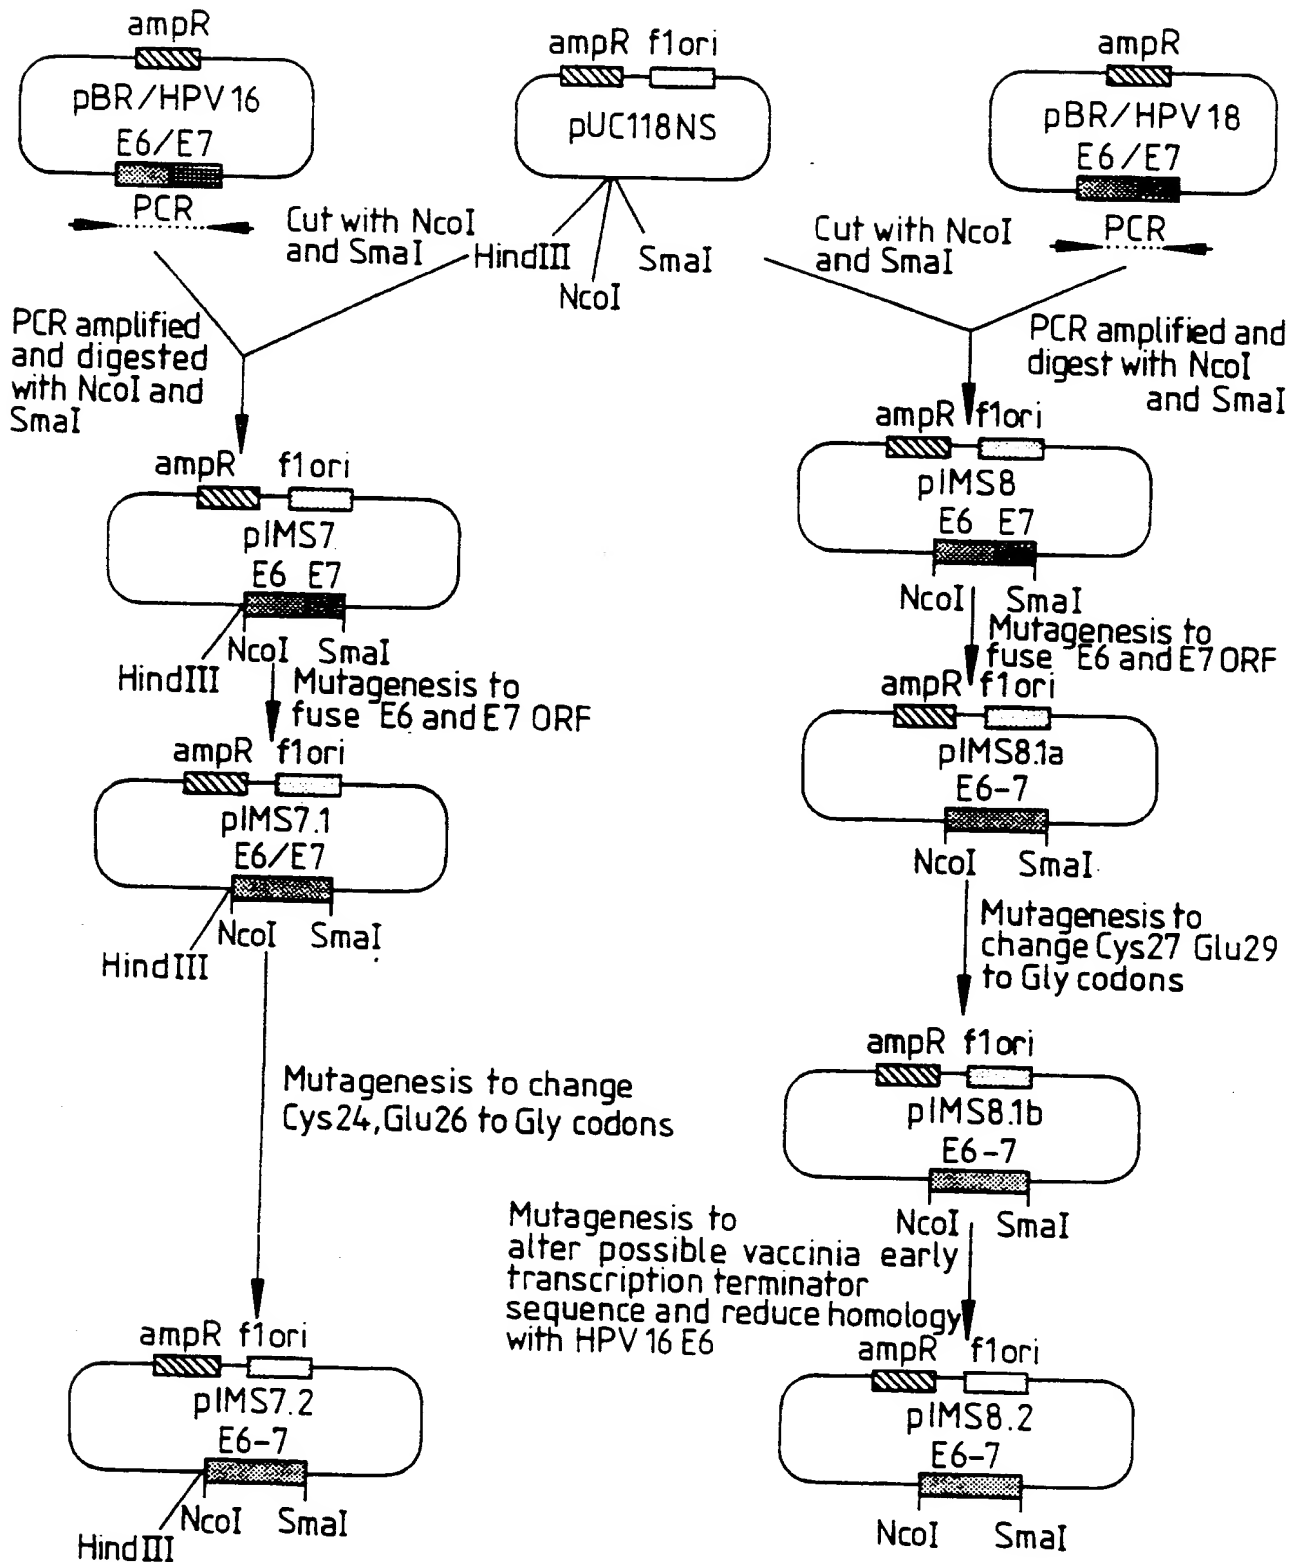 ampR
pBR/HPV16
E6/E7
PCR
ampR f1ori
pUC118NS
HindIII
NcoI
SmaI
ampR
pBR/HPV18
E6/E7
PCR
Cut with NcoI
and SmaI
Cut with NcoI
and SmaI
PCR amplified
and digested
with NcoI and
SmaI
PCR amplified and
digest with NcoI
and SmaI
ampR f1ori
pIMS7
E6 E7
NcoI SmaI
HindIII
Mutagenesis to
fuse E6 and E7 ORF
ampR f1ori
pIMS7.1
E6/E7
NcoI SmaI
HindIII
Mutagenesis to change
Cys24,Glu26 to Gly codons
ampR f1ori
pIMS7.2
E6-7
NcoI SmaI
HindIII
ampR f1ori
pIMS8
E6 E7
NcoI SmaI
Mutagenesis to
fuse E6 and E7 ORF
ampR f1ori
pIMS8.1a
E6-7
NcoI SmaI
Mutagenesis to
change Cys27 Glu29
to Gly codons
ampR f1ori
pIMS8.1b
E6-7
NcoI SmaI
Mutagenesis to
alter possible vaccinia early
transcription terminator
sequence and reduce homology
with HPV 16 E6
ampR f1ori
pIMS8.2
E6-7
NcoI SmaI